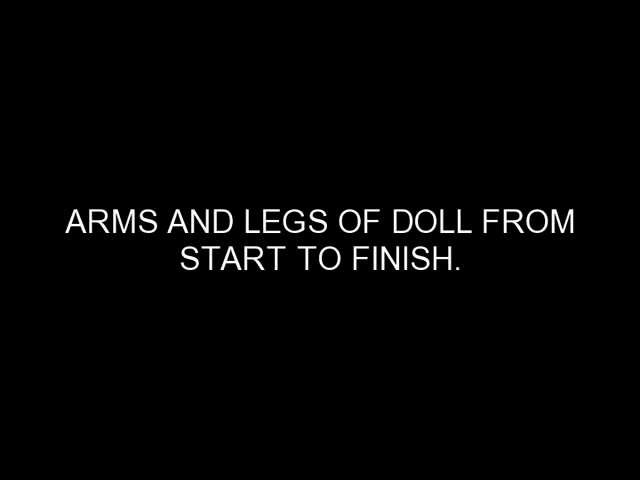 ARMS AND LEGS OF DOLL FROM
START TO FINISH.